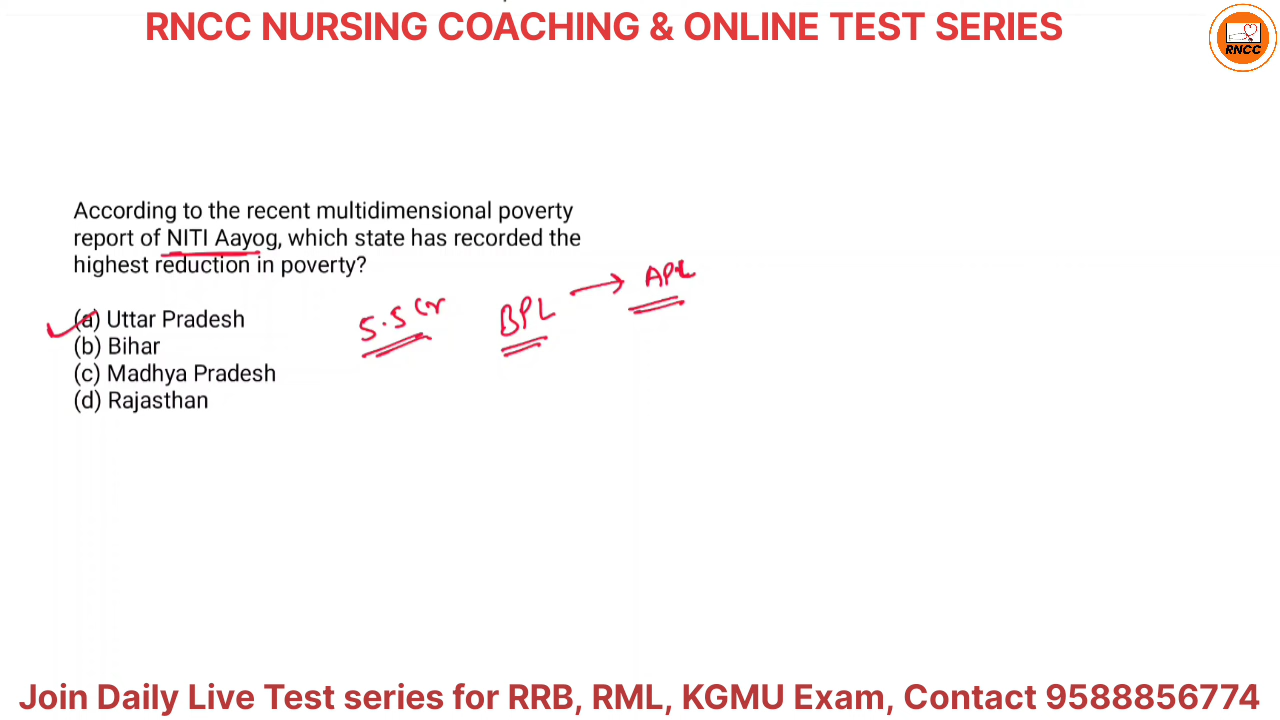 RNCC NURSING COACHING & ONLINE TEST SERIES
RNCC
According to the recent multidimensional poverty
report of NITI Aayog, which state has recorded the
highest reduction in poverty?
(a) Uttar Pradesh
(b) Bihar
(c) Madhya Pradesh
(d) Rajasthan
5.5 Cr BPL → APL
Join Daily Live Test series for RRB, RML, KGMU Exam, Contact 9588856774